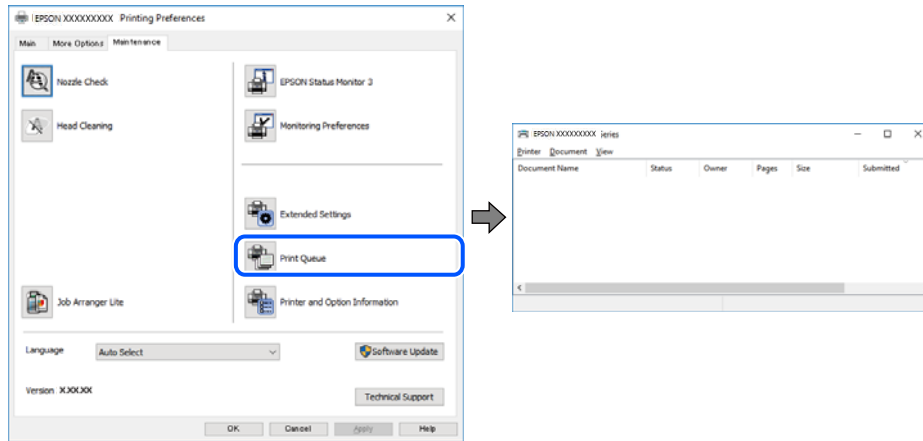 EPSON XXXXXXXXX Printing Preferences
Main More Options Maintenance
Nozzle Check
EPSON Status Monitor 3
Head Cleaning
Monitoring Preferences
Extended Settings
Print Queue
Job Arranger Lite
Printer and Option Information
Language Auto Select
Software Update
Version X.XX.XX
Technical Support
OK Cancel Apply Help
EPSON XXXXXXXXX Series
Printer Document View
Document Name Status Owner Pages Size Submitted